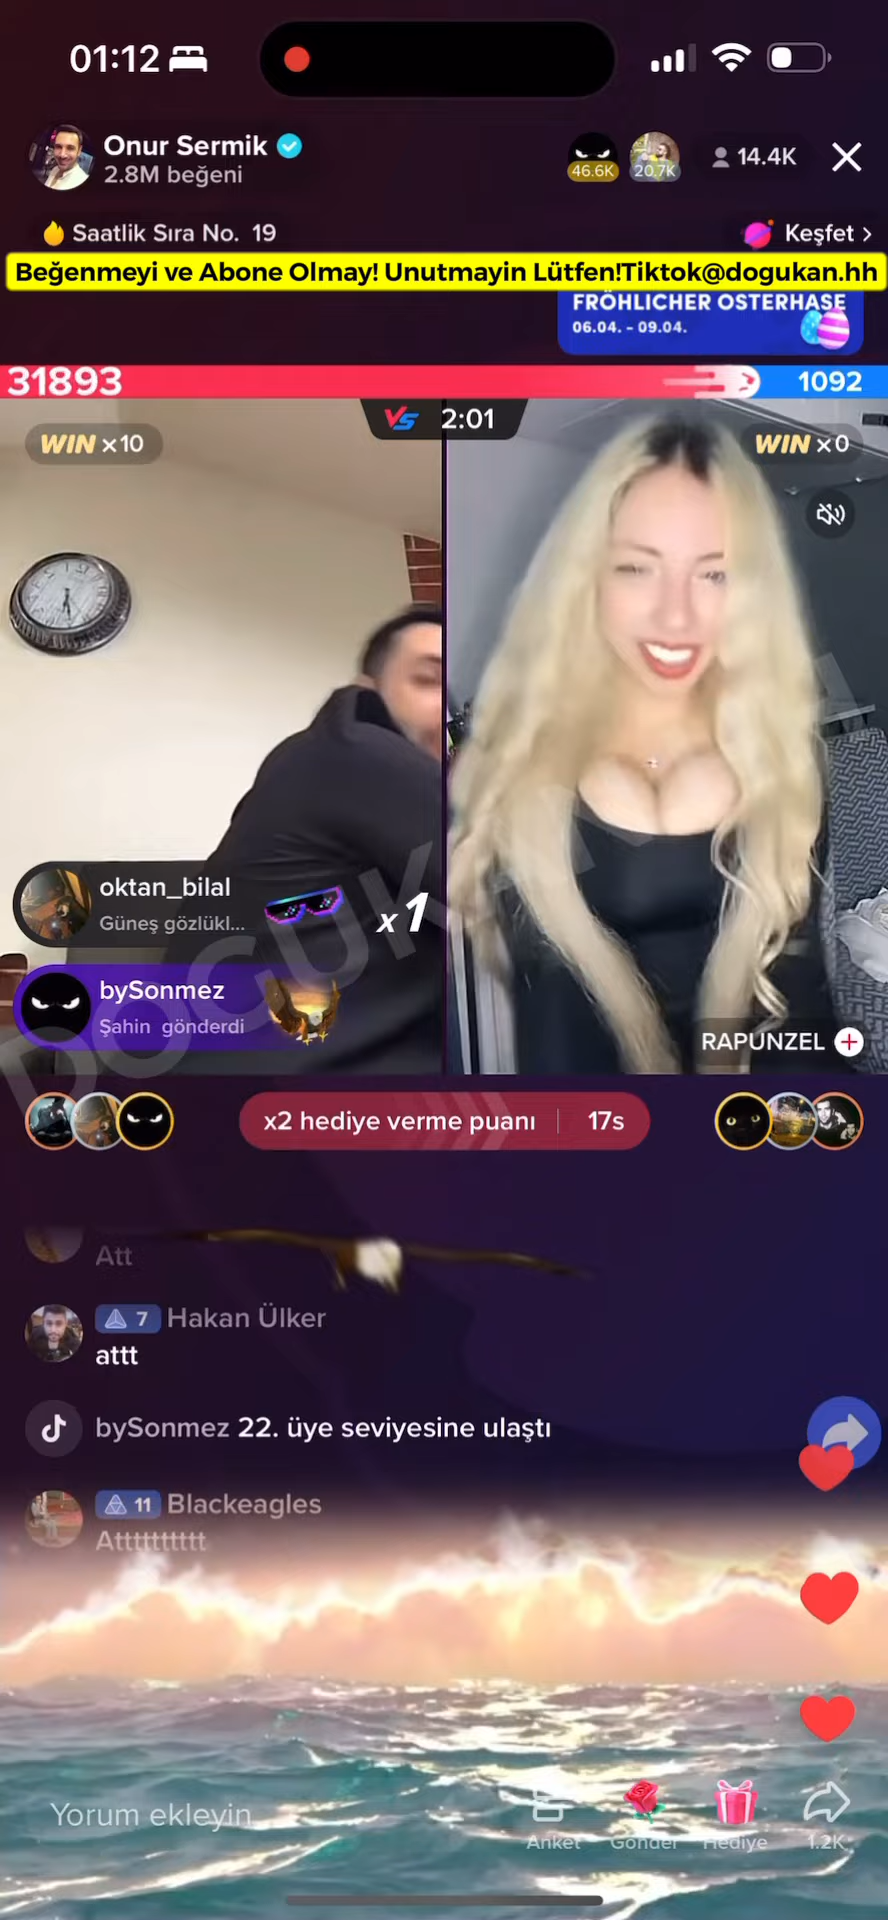 01:12
Onur Sermik
2.8M beğeni
46.6K
20.7K
14.4K
Saatlik Sıra No. 19
Keşfet >
Beğenmeyi ve Abone Olmay! Unutmayin Lütfen!Tiktok@dogukan.hh
FRÖHLICHER OSTERHASE
06.04. - 09.04.
31893
1092
VS 2:01
WIN x10
WIN x0
oktan_bilal
Güneş gözlükl...
x1
bySonmez
Şahin gönderdi
RAPUNZEL
x2 hediye verme puanı
17s
Att
7 Hakan Ülker
attt
bySonmez 22. üye seviyesine ulaştı
11 Blackeagles
Atttttttttt
Yorum ekleyin
Anket
Gönder
Hediye
1.2K